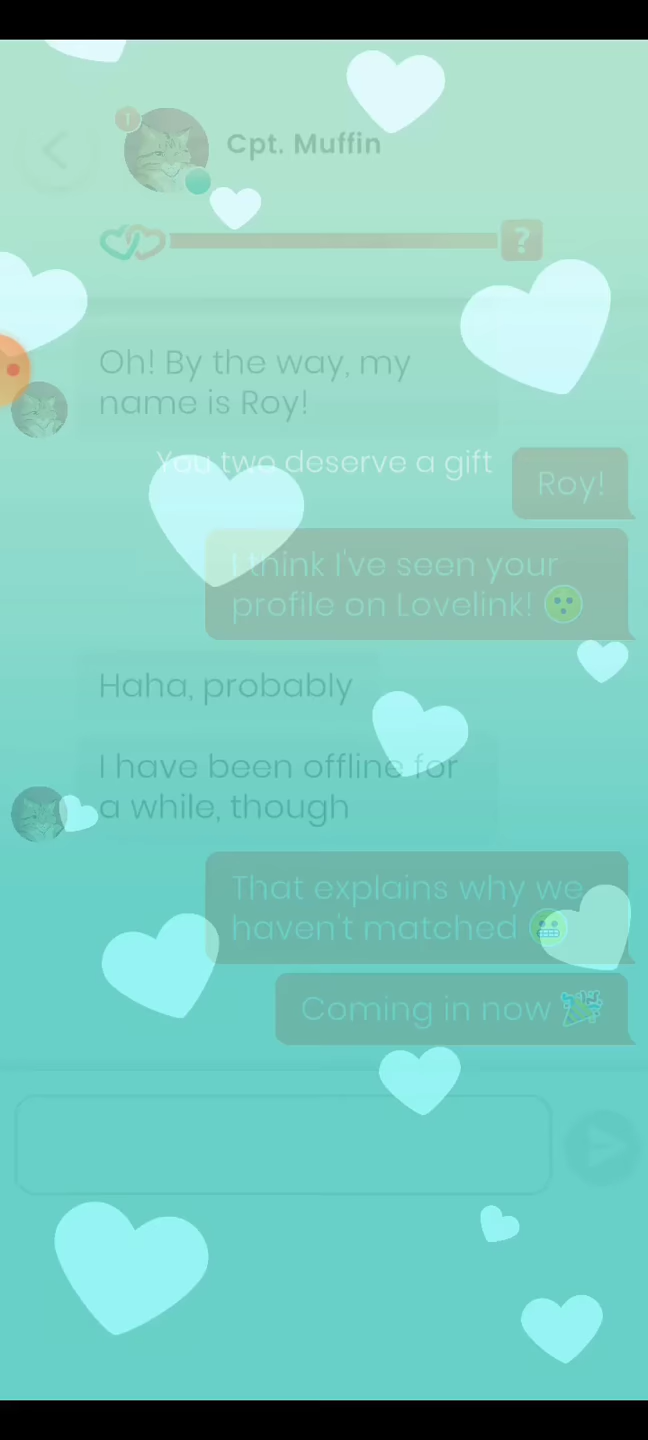 Cpt. Muffin
?
Oh! By the way, my
name is Roy!
You two deserve a gift
Roy!
I think I've seen your
profile on Lovelink! 😮
Haha, probably
I have been offline for
a while, though
That explains why we
haven't matched 😬
Coming in now 🎉